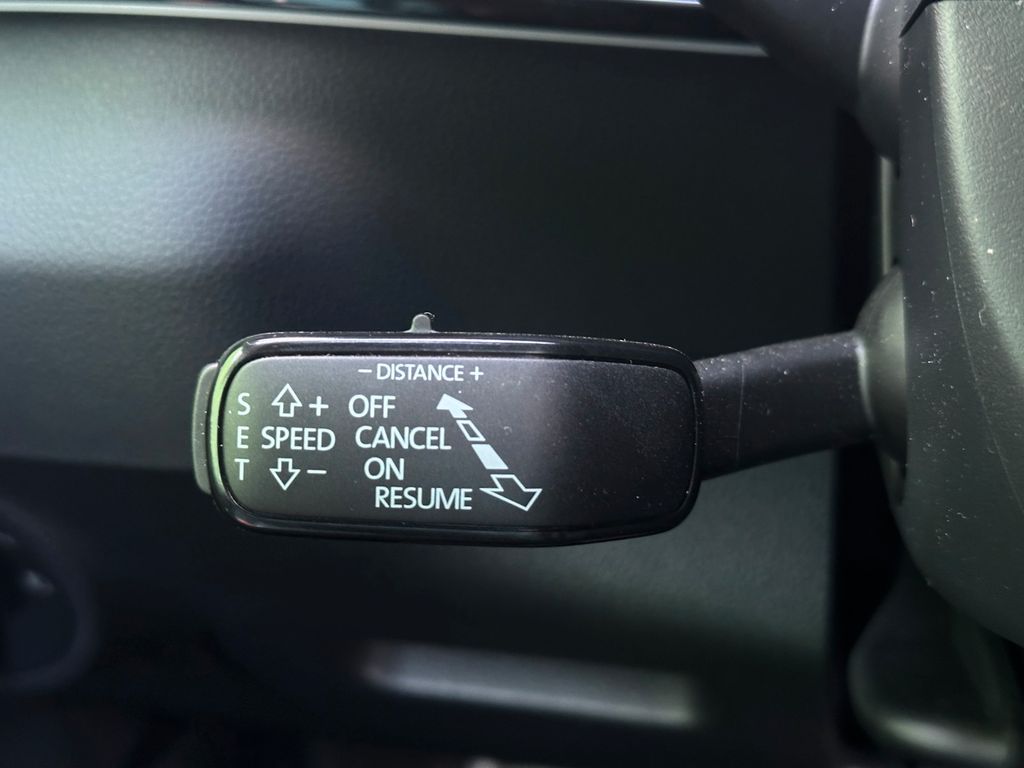 − DISTANCE +
S + OFF
E SPEED CANCEL
T − ON
RESUME